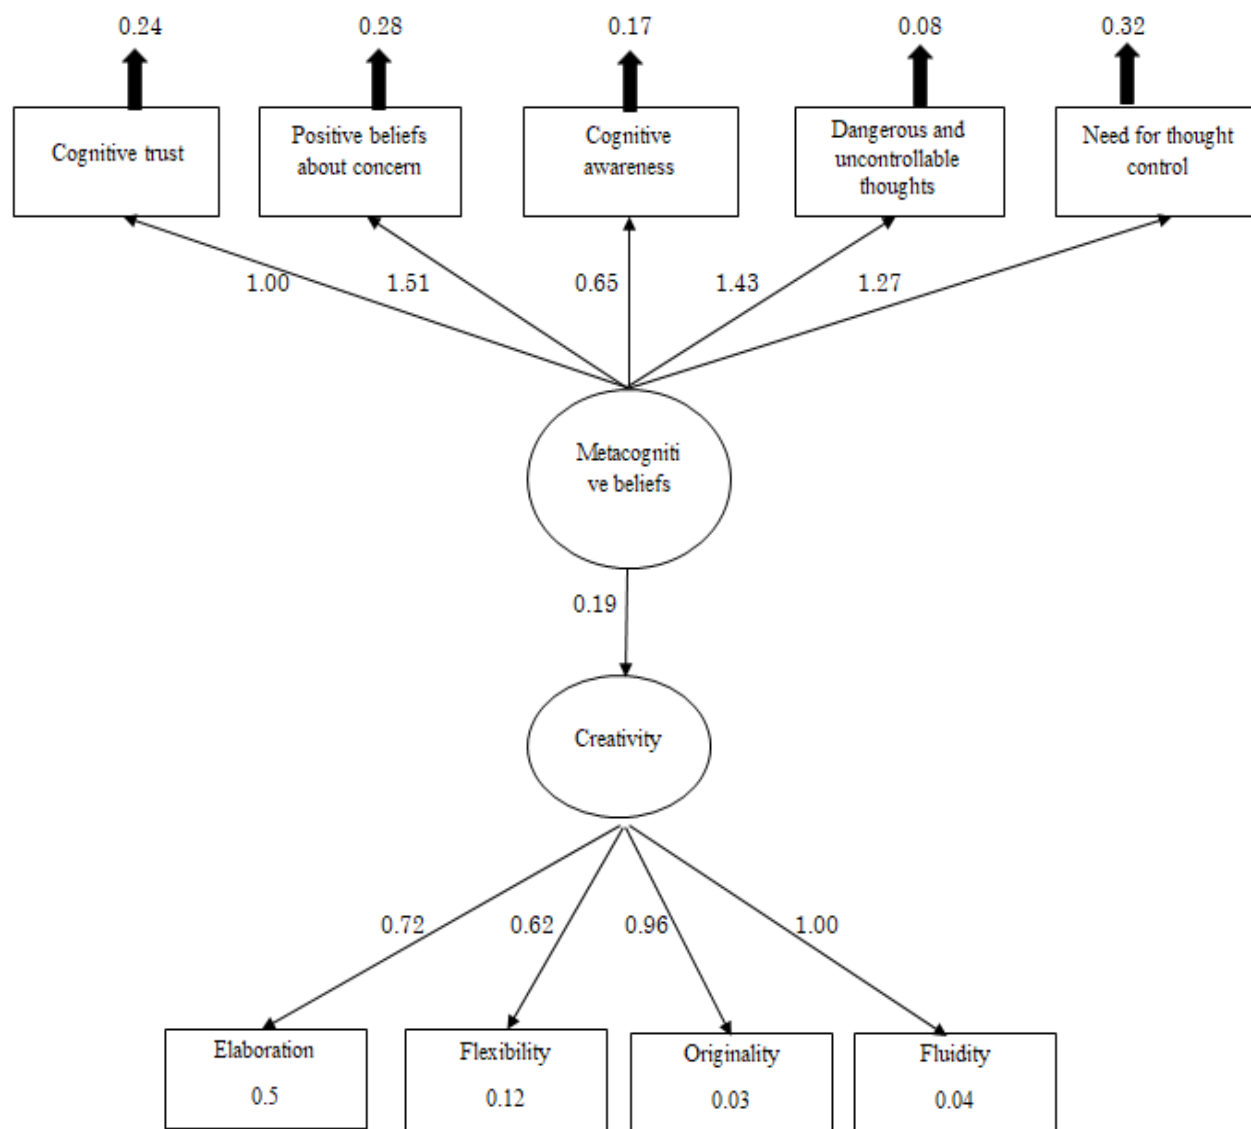 0.24
0.28
0.17
0.08
0.32
Cognitive trust
Positive beliefs
about concern
Cognitive
awareness
Dangerous and
uncontrollable
thoughts
Need for thought
control
1.00
1.51
0.65
1.43
1.27
Metacogniti
ve beliefs
0.19
Creativity
0.72
0.62
0.96
1.00
Elaboration
0.5
Flexibility
0.12
Originality
0.03
Fluidity
0.04